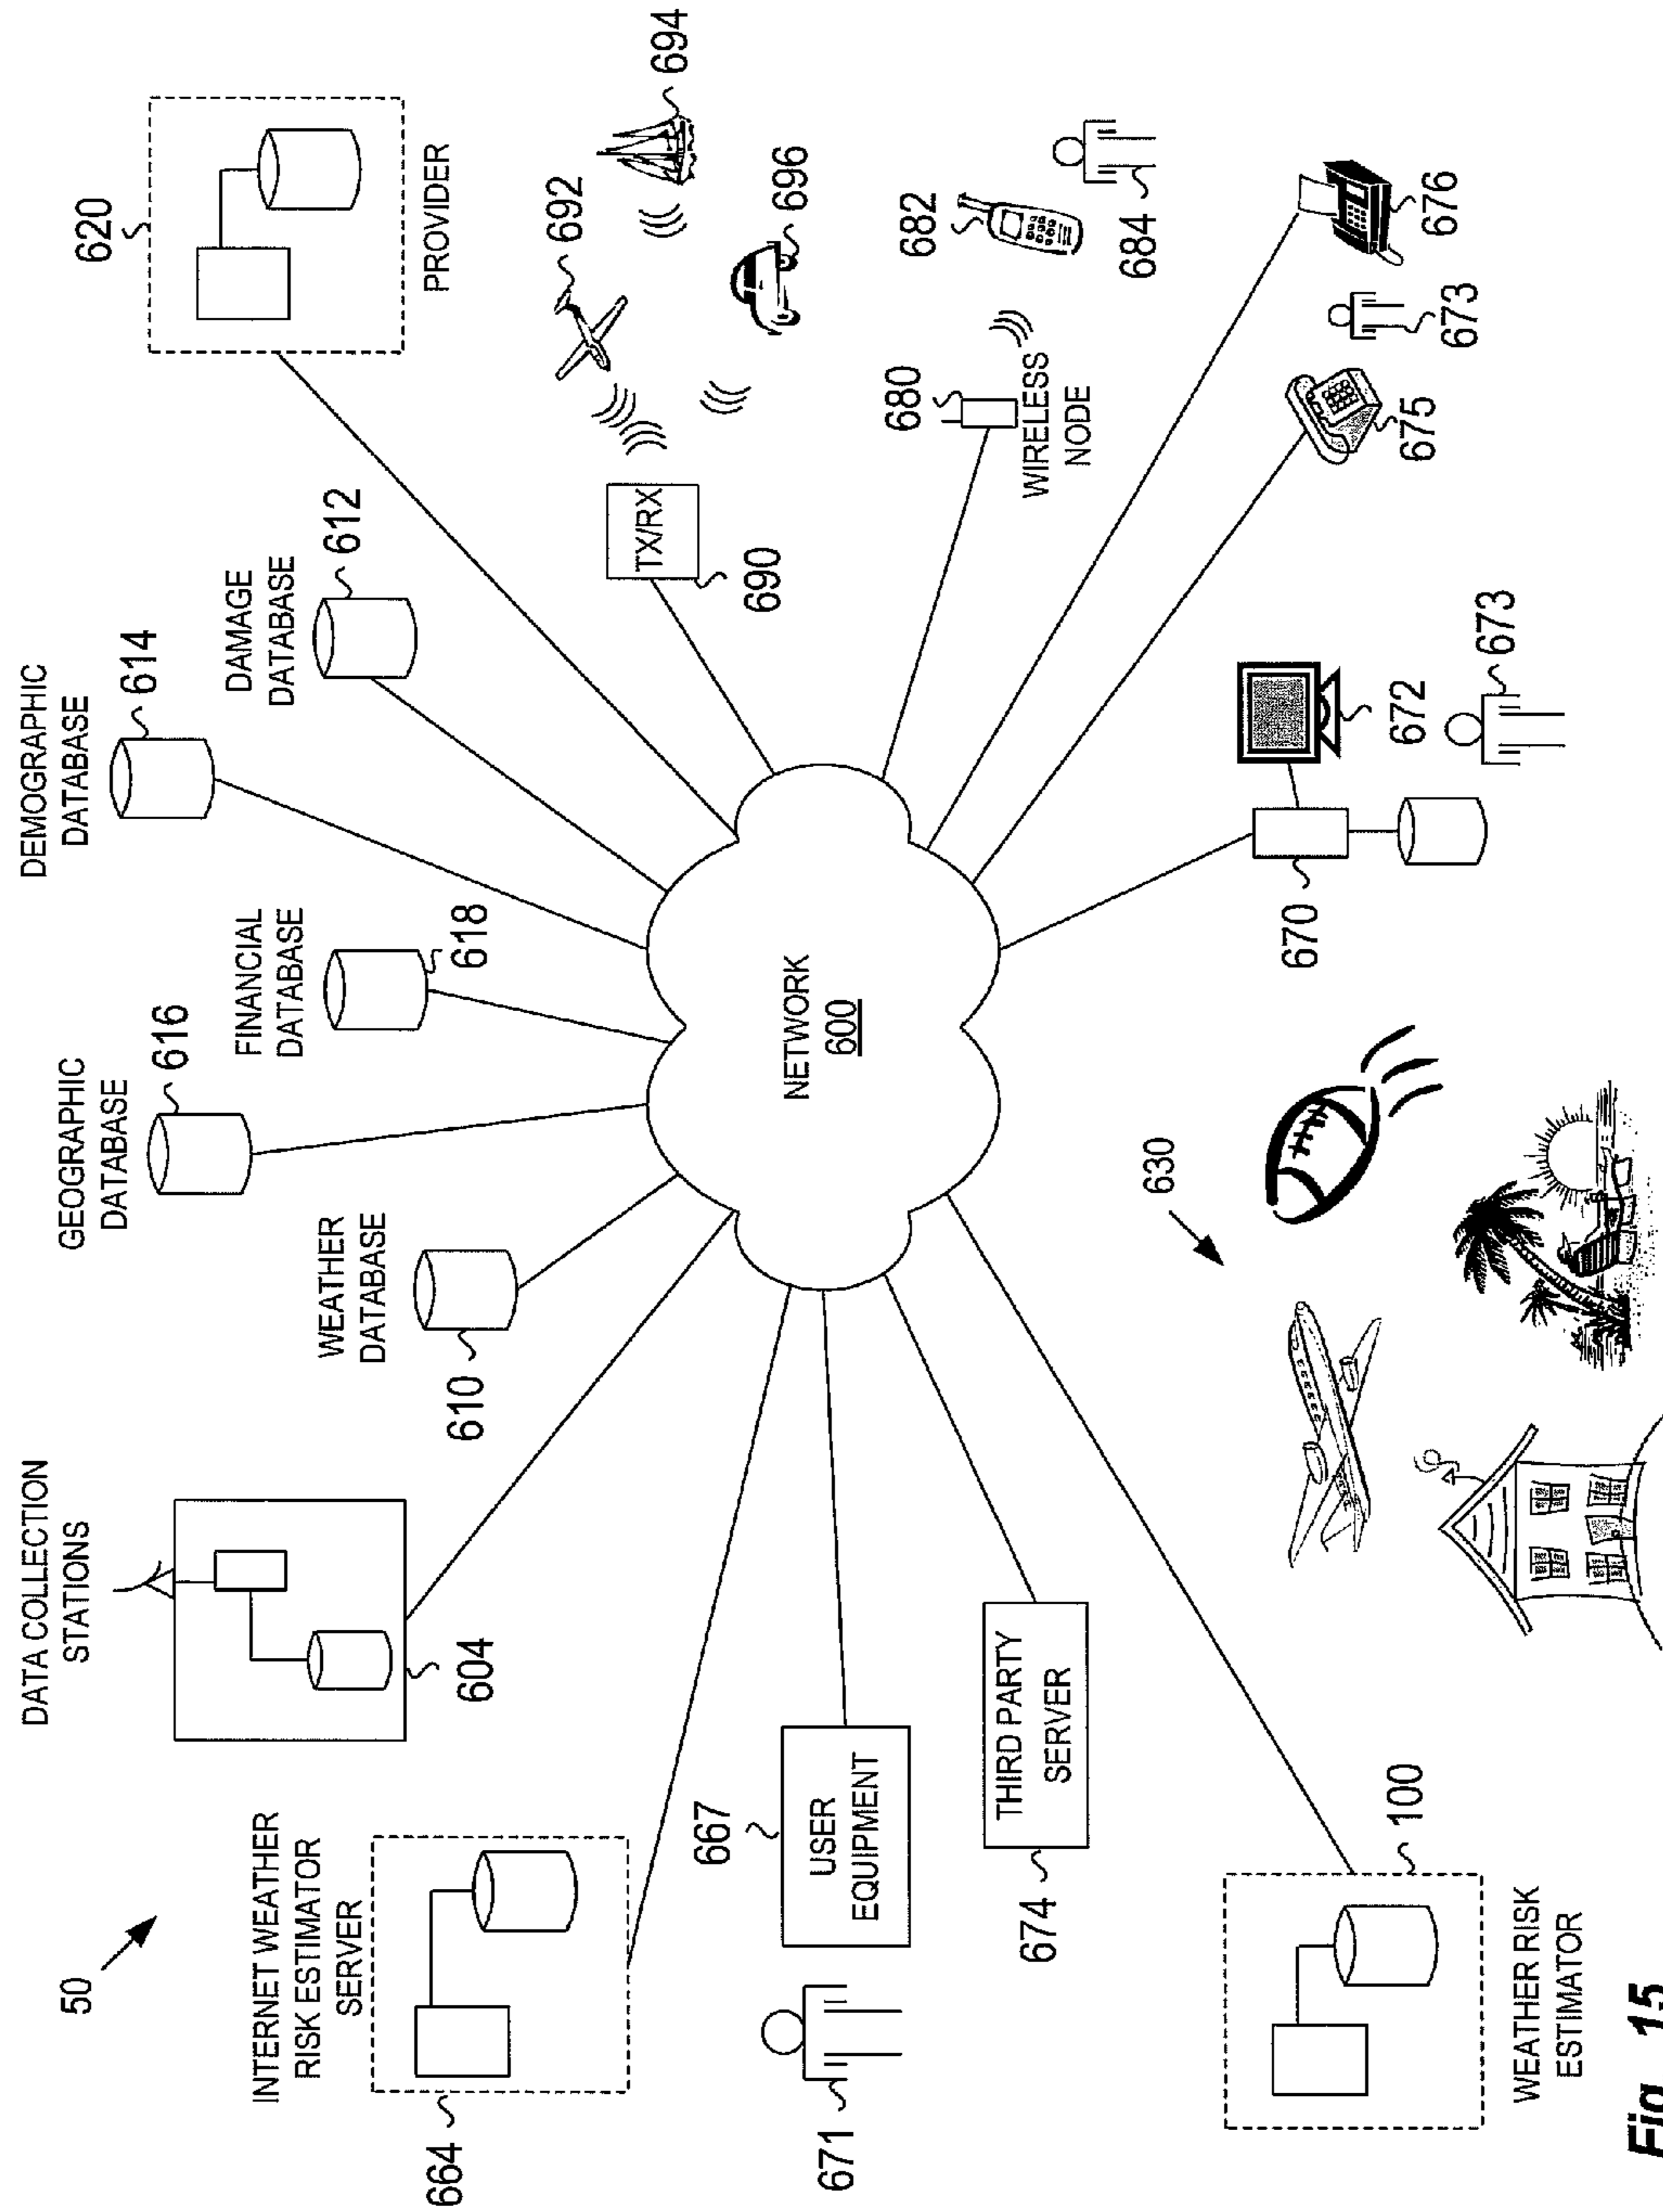 50
DATA COLLECTION
STATIONS
604
GEOGRAPHIC
DATABASE
616
DEMOGRAPHIC
DATABASE
614
FINANCIAL
DATABASE
618
DAMAGE
DATABASE
612
WEATHER
DATABASE
610
620
PROVIDER
INTERNET WEATHER
RISK ESTIMATOR
SERVER
664
692
694
696
TX/RX
690
667
USER
EQUIPMENT
671
NETWORK
600
680
WIRELESS
NODE
682
684
THIRD PARTY
SERVER
674
630
670
672
673
675
673
676
100
WEATHER RISK
ESTIMATOR
Fig. 15